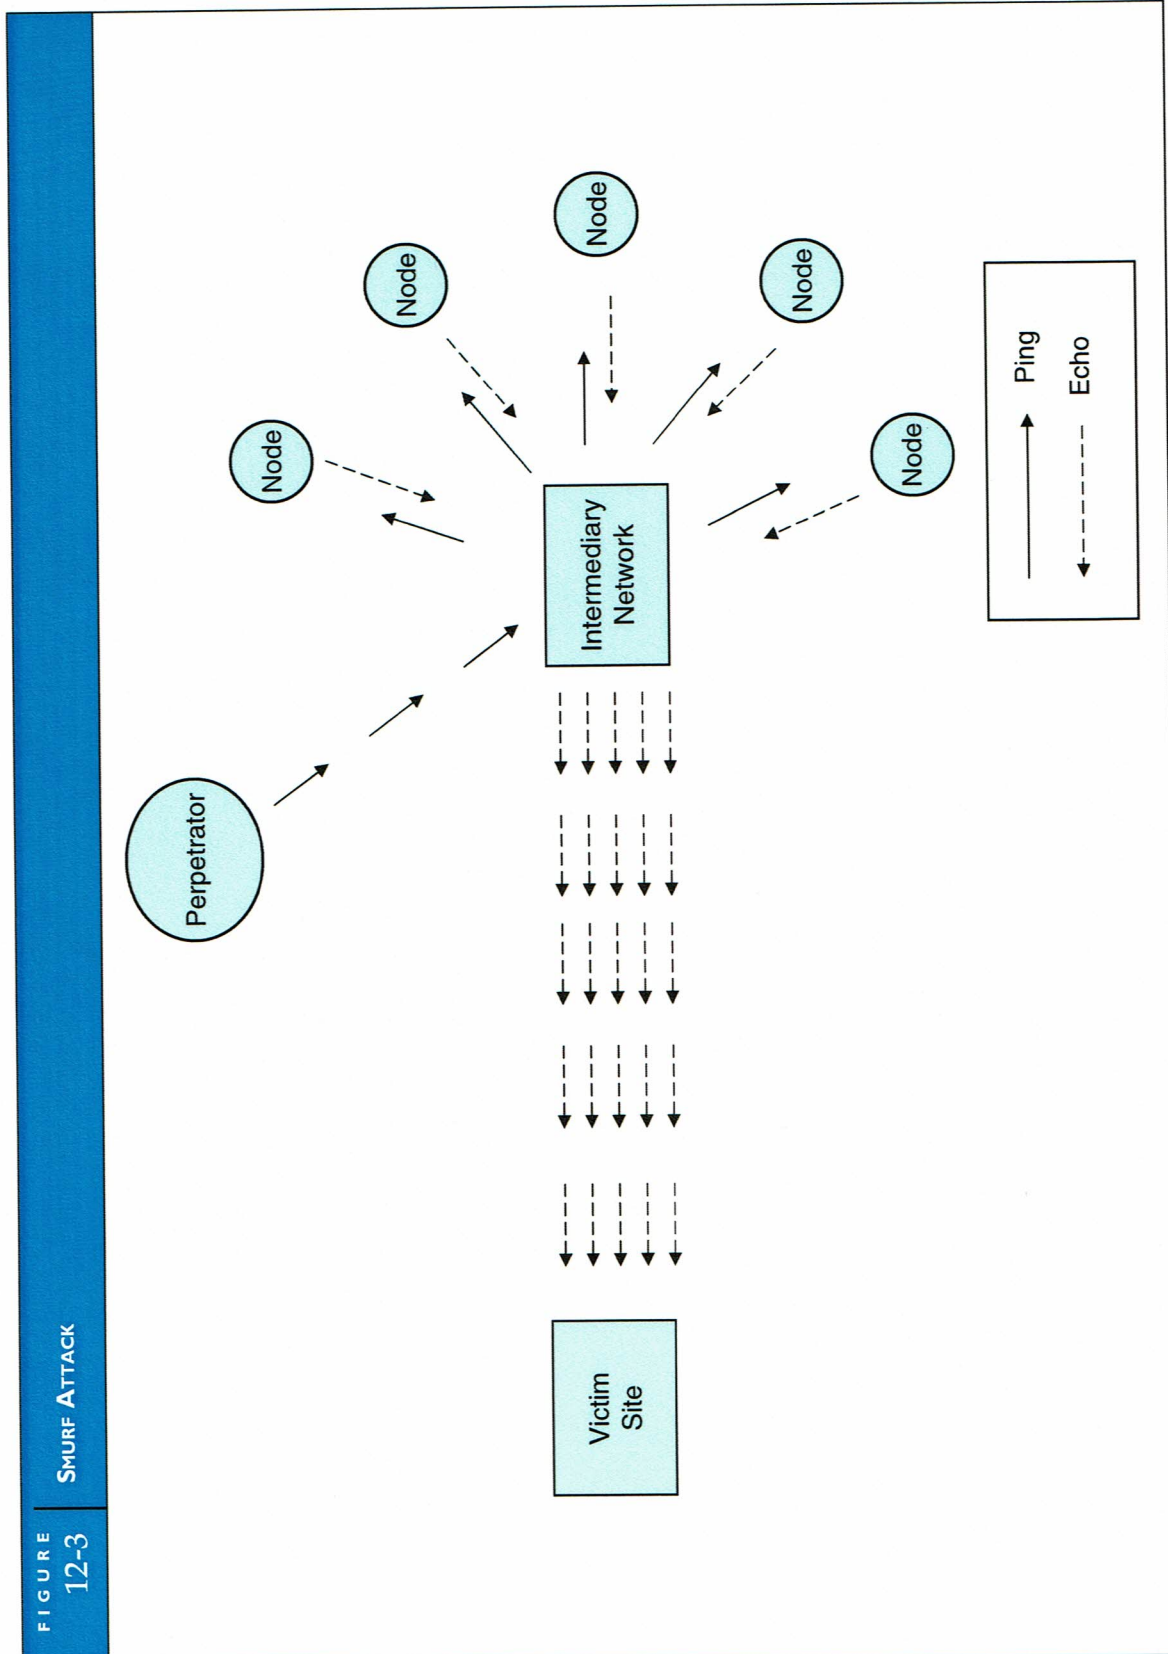 FIGURE
12-3
SMURF ATTACK
Perpetrator
Node
Node
Node
Node
Node
Intermediary
Network
Victim
Site
Ping
Echo